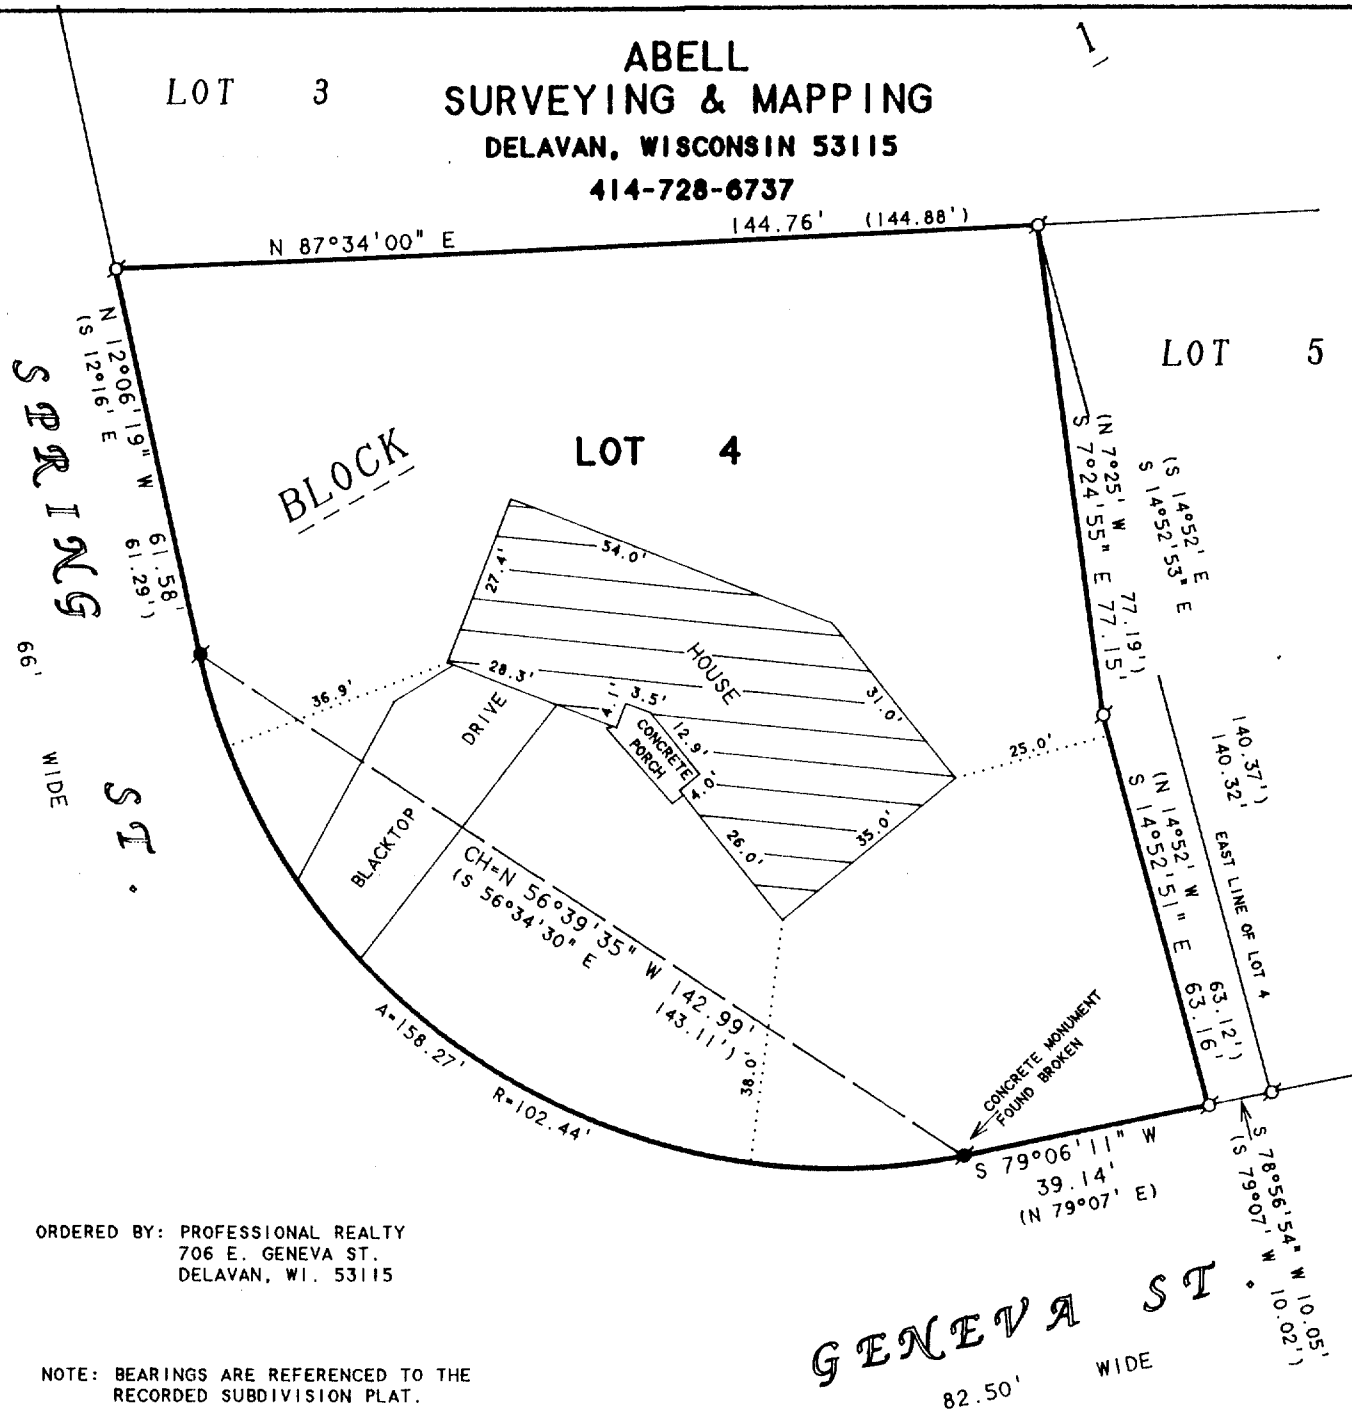 ABELL
SURVEYING & MAPPING
DELAVAN, WISCONSIN 53115
414-728-6737
LOT 3
1
N 87°34'00" E
144.76' (144.88')
N 12°06'19" W 61.58'
(S 12°16' E 61.29')
SPRING ST.
66' WIDE
BLOCK
LOT 4
LOT 5
(N 7°25' W 77.19')
S 7°24'55" E 77.15'
(S 14°52' E 140.37')
S 14°52'53" E 140.32'
EAST LINE OF LOT 4
(N 14°52' W 63.12')
S 14°52'51" E 63.16'
54.0'
27.4'
HOUSE
28.3'
4.1'
3.5'
12.9'
CONCRETE
PORCH
4.0'
31.0'
26.0'
35.0'
36.9'
25.0'
38.0'
DRIVE
BLACKTOP
CH=N 56°39'35" W 142.99'
(S 56°34'30" E 143.11')
A=158.27' R=102.44'
CONCRETE MONUMENT
FOUND BROKEN
S 79°06'11" W
39.14'
(N 79°07' E)
S 78°56'54" W 10.05'
(S 79°07' W 10.02')
GENEVA ST.
82.50' WIDE
ORDERED BY: PROFESSIONAL REALTY
706 E. GENEVA ST.
DELAVAN, WI. 53115
NOTE: BEARINGS ARE REFERENCED TO THE
RECORDED SUBDIVISION PLAT.